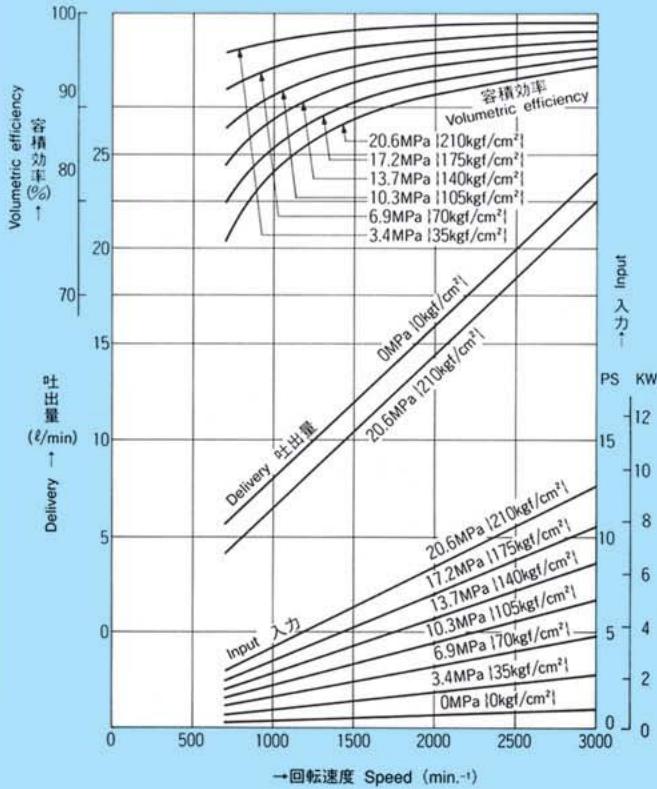 100
90
80
70
Volumetric efficiency
容積効率
(%) →
25
20
15
10
5
0
吐出量
(ℓ/min)
Delivery →
容積効率
Volumetric efficiency
20.6MPa {210kgf/cm²}
17.2MPa {175kgf/cm²}
13.7MPa {140kgf/cm²}
10.3MPa {105kgf/cm²}
6.9MPa {70kgf/cm²}
3.4MPa {35kgf/cm²}
0MPa {0kgf/cm²}
20.6MPa {210kgf/cm²}
Delivery 吐出量
Input 入力
20.6MPa {210kgf/cm²}
17.2MPa {175kgf/cm²}
13.7MPa {140kgf/cm²}
10.3MPa {105kgf/cm²}
6.9MPa {70kgf/cm²}
3.4MPa {35kgf/cm²}
0MPa {0kgf/cm²}
Input
入力→
PS KW
15
10
5
0
12
10
8
6
4
2
0
0 500 1000 1500 2000 2500 3000
→回転速度 Speed (min.⁻¹)